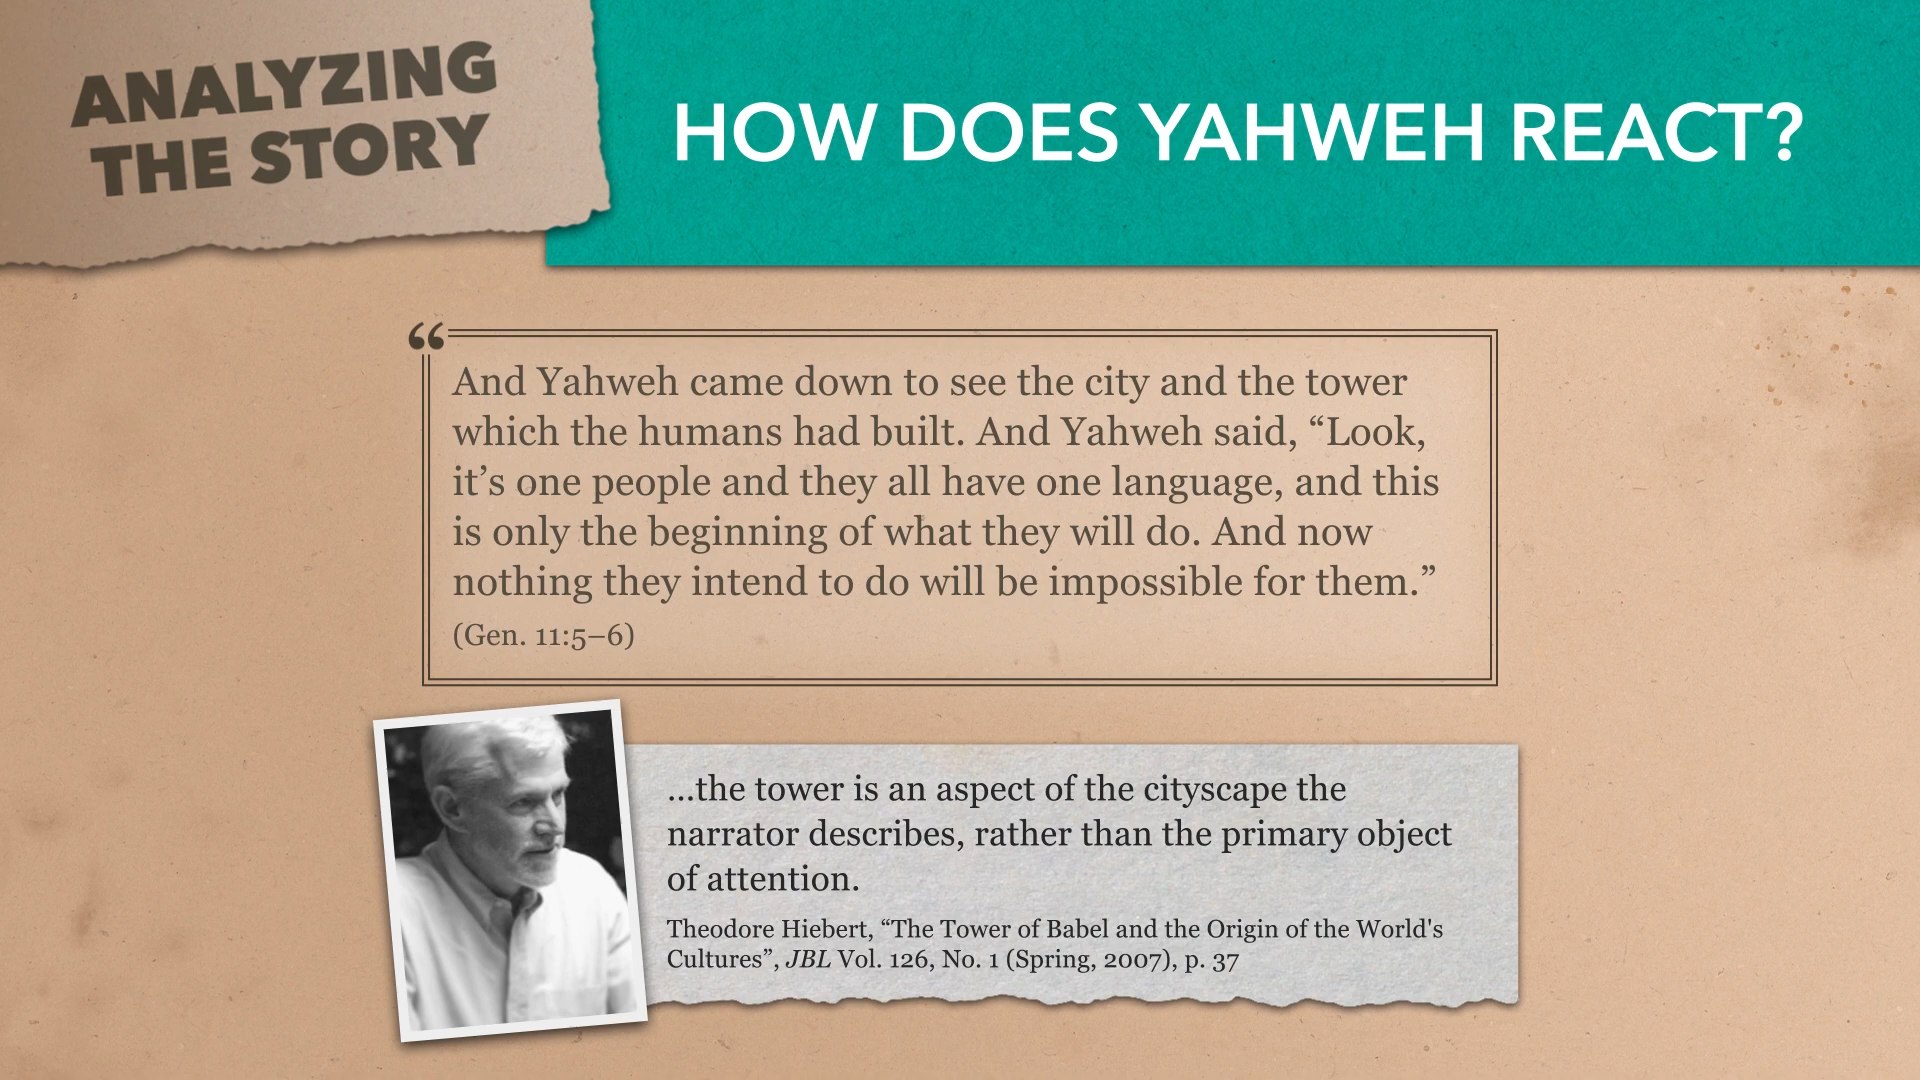 ANALYZING
THE STORY
HOW DOES YAHWEH REACT?
“
And Yahweh came down to see the city and the tower
which the humans had built. And Yahweh said, “Look,
it’s one people and they all have one language, and this
is only the beginning of what they will do. And now
nothing they intend to do will be impossible for them.”
(Gen. 11:5–6)
...the tower is an aspect of the cityscape the
narrator describes, rather than the primary object
of attention.
Theodore Hiebert, “The Tower of Babel and the Origin of the World's
Cultures”, JBL Vol. 126, No. 1 (Spring, 2007), p. 37